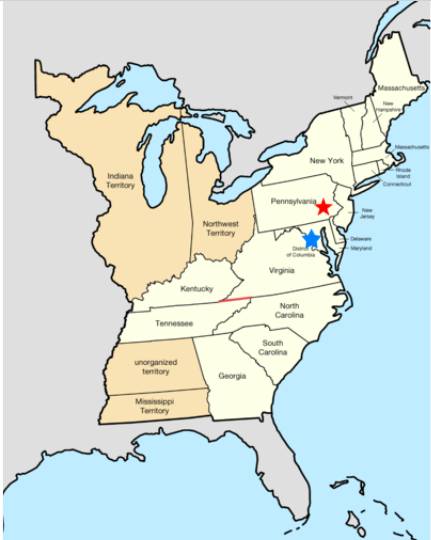 Massachusetts
Vermont
New
Hampshire
Massachusetts
New York
Rhode
Island
Connecticut
Indiana
Territory
Pennsylvania
New
Jersey
Northwest
Territory
Delaware
Maryland
District
of Columbia
Virginia
Kentucky
North
Carolina
Tennessee
South
Carolina
unorganized
territory
Georgia
Mississippi
Territory